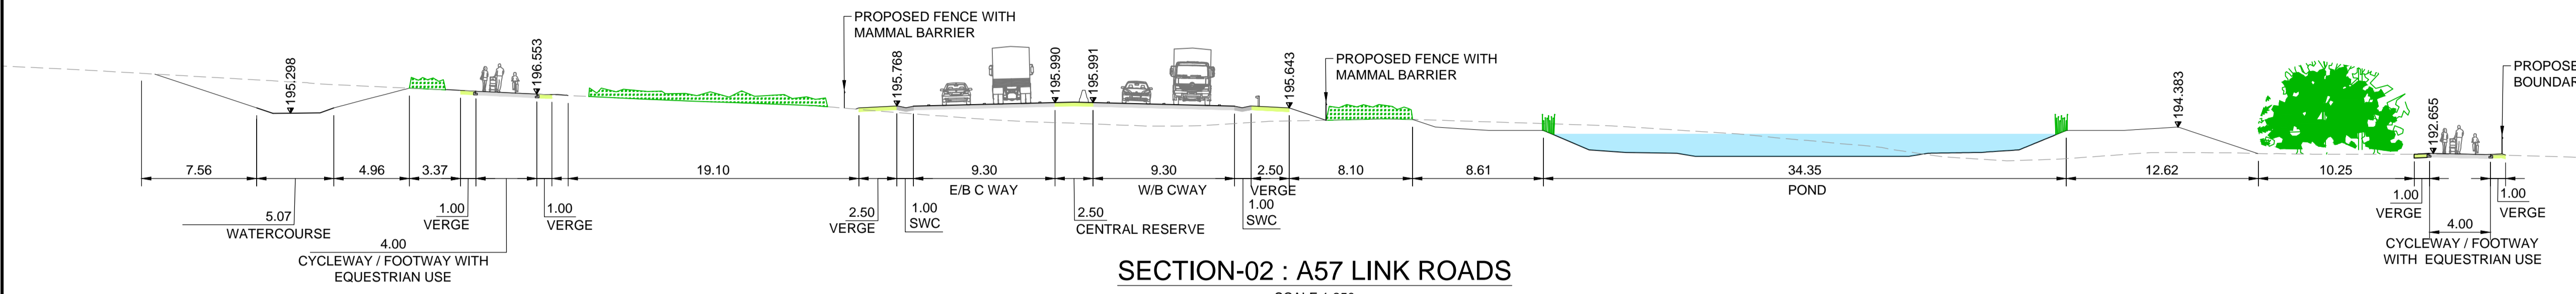 PROPOSED FENCE WITH
MAMMAL BARRIER
195.298
196.553
195.768
195.990
195.991
195.643
PROPOSED FENCE WITH
MAMMAL BARRIER
194.383
192.655
PROPOSE
BOUNDAR
7.56
4.96
3.37
19.10
9.30
E/B C WAY
9.30
W/B CWAY
2.50
VERGE
8.10
8.61
34.35
POND
12.62
10.25
5.07
WATERCOURSE
1.00
VERGE
1.00
VERGE
4.00
CYCLEWAY / FOOTWAY WITH
EQUESTRIAN USE
2.50
VERGE
1.00
SWC
2.50
CENTRAL RESERVE
1.00
SWC
1.00
VERGE
1.00
VERGE
4.00
CYCLEWAY / FOOTWAY
WITH EQUESTRIAN USE
SECTION-02 : A57 LINK ROADS